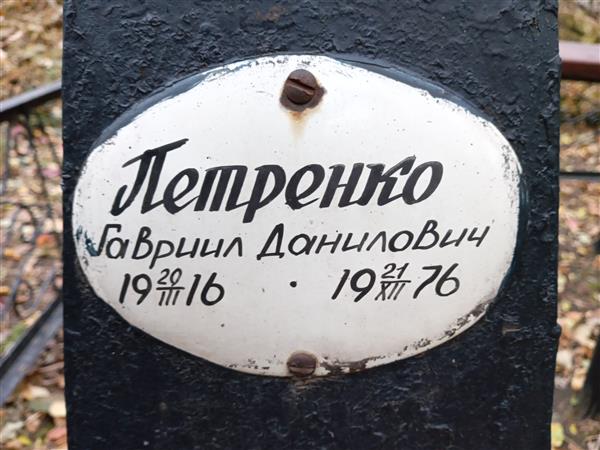 Петренко
Гавриил Данилович
19 20/III 16 · 19 21/XII 76